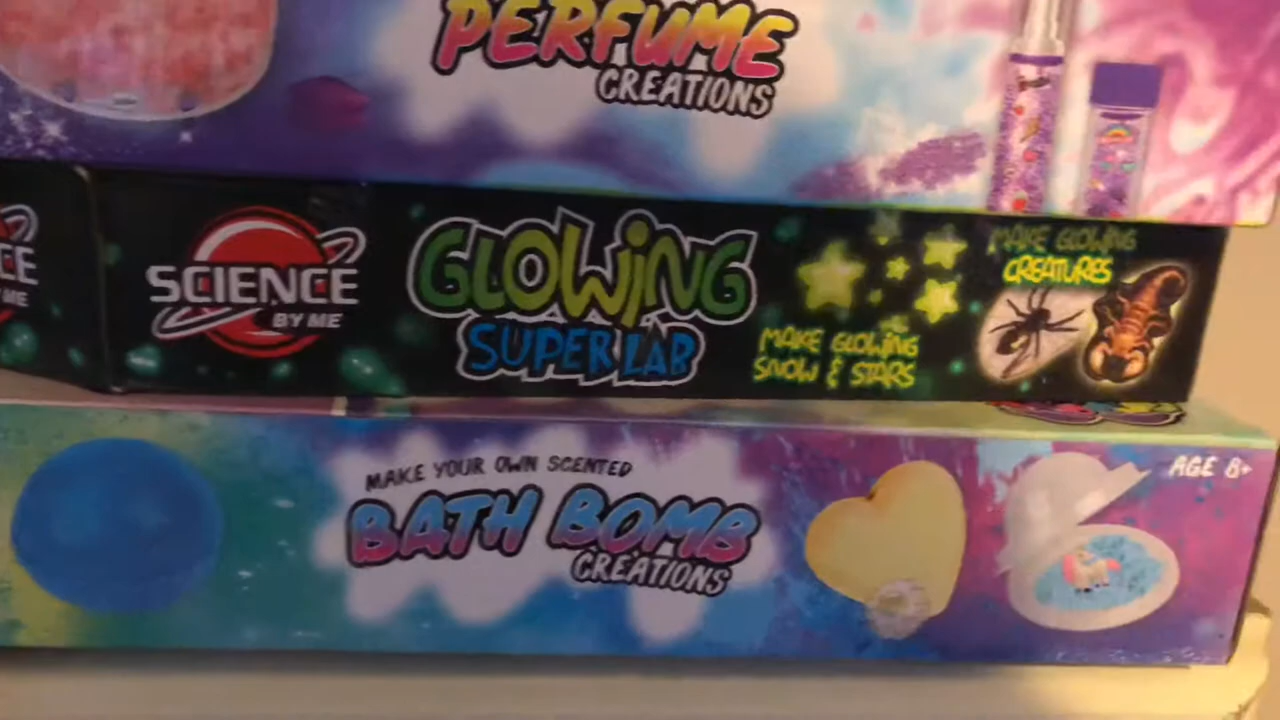 PERFUME
CREATIONS
SCIENCE
BY ME
GLOWING
SUPER LAB
MAKE GLOWING
SNOW & STARS
MAKE GLOWING
CREATURES
MAKE YOUR OWN SCENTED
BATH BOMB
CREATIONS
AGE 8+